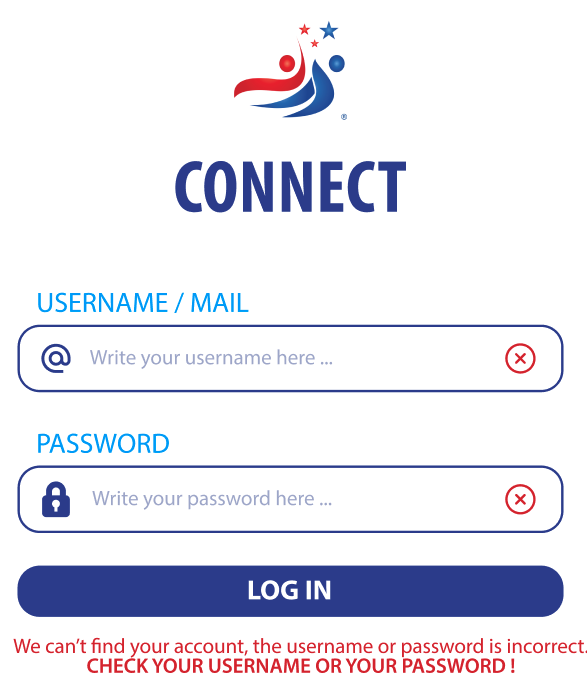 ®
CONNECT
USERNAME / MAIL
@ Write your username here ...
PASSWORD
Write your password here ...
LOG IN
We can’t find your account, the username or password is incorrect.
CHECK YOUR USERNAME OR YOUR PASSWORD !